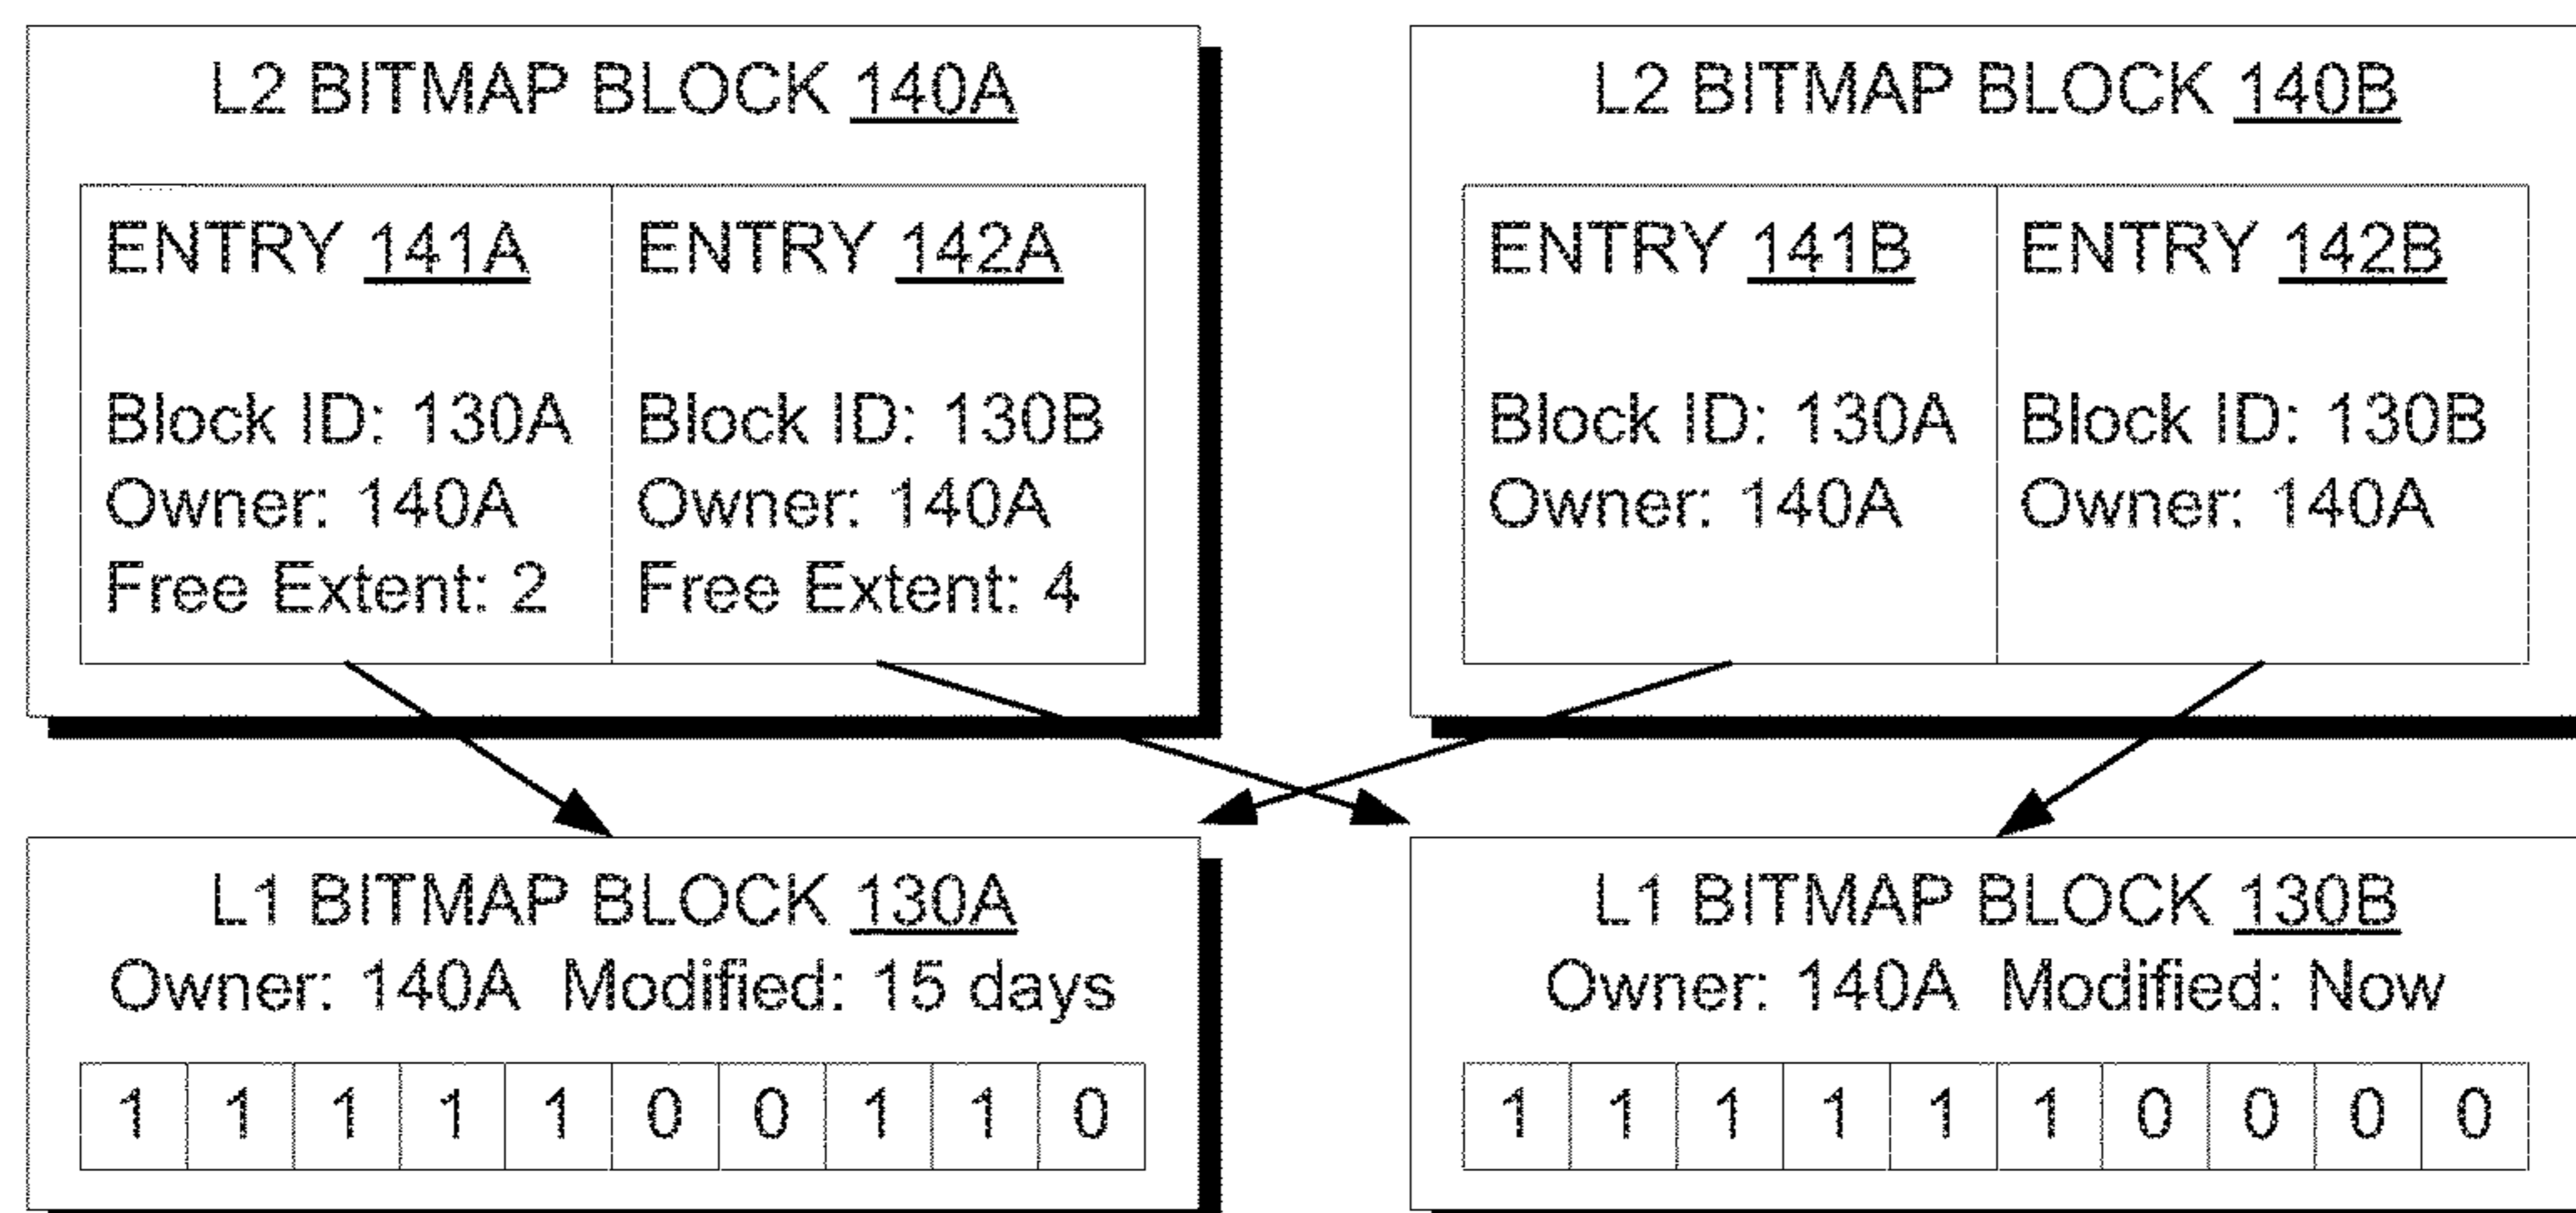 L2 BITMAP BLOCK 140A
ENTRY 141A
Block ID: 130A
Owner: 140A
Free Extent: 2
ENTRY 142A
Block ID: 130B
Owner: 140A
Free Extent: 4
L2 BITMAP BLOCK 140B
ENTRY 141B
Block ID: 130A
Owner: 140A
ENTRY 142B
Block ID: 130B
Owner: 140A
L1 BITMAP BLOCK 130A
Owner: 140A Modified: 15 days
1 1 1 1 1 0 0 1 1 0
L1 BITMAP BLOCK 130B
Owner: 140A Modified: Now
1 1 1 1 1 1 0 0 0 0